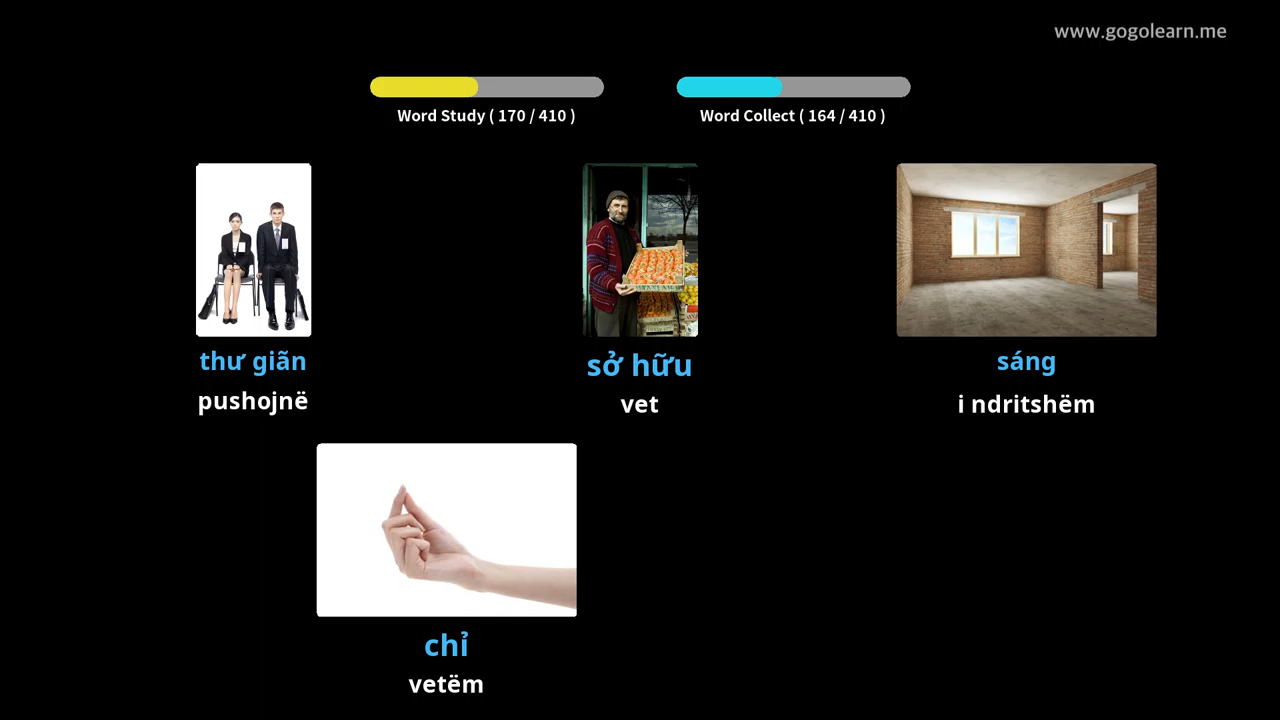 www.gogolearn.me
Word Study ( 170 / 410 )
Word Collect ( 164 / 410 )
thư giãn
pushojnë
sở hữu
vet
sáng
i ndritshëm
chỉ
vetëm